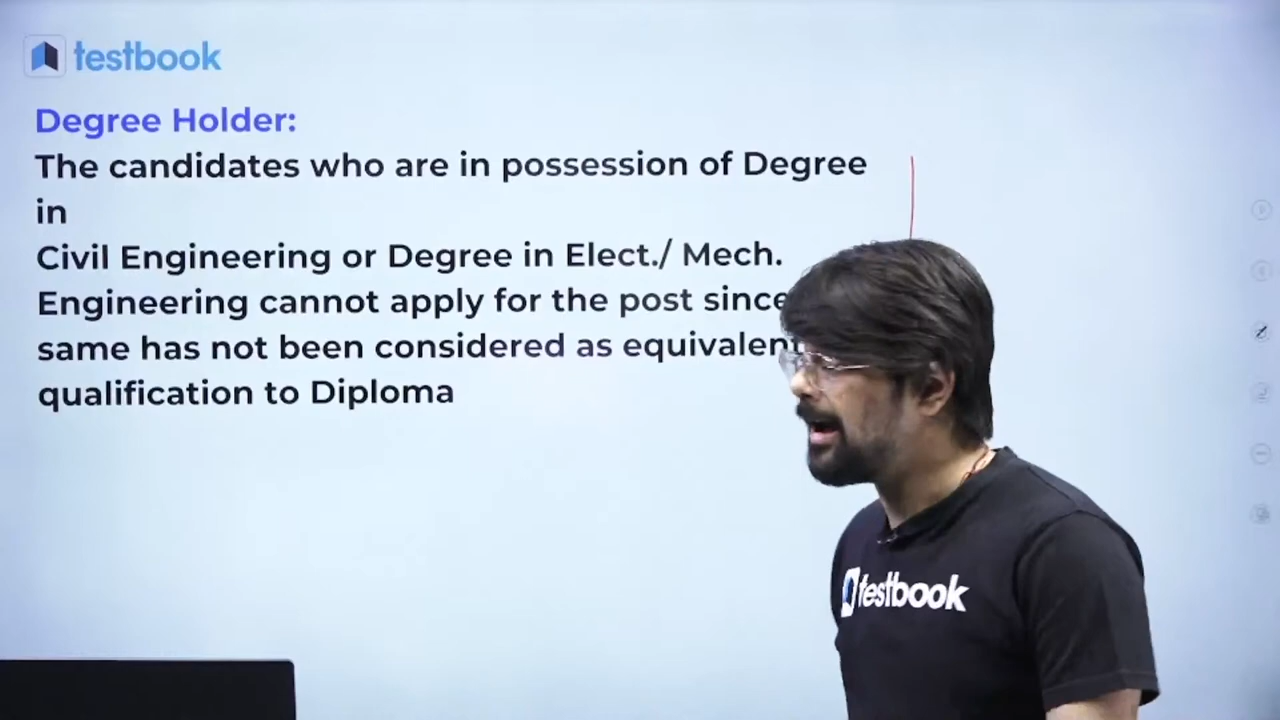 testbook
Degree Holder:
The candidates who are in possession of Degree
in
Civil Engineering or Degree in Elect./ Mech.
Engineering cannot apply for the post since
same has not been considered as equivalent
qualification to Diploma
testbook